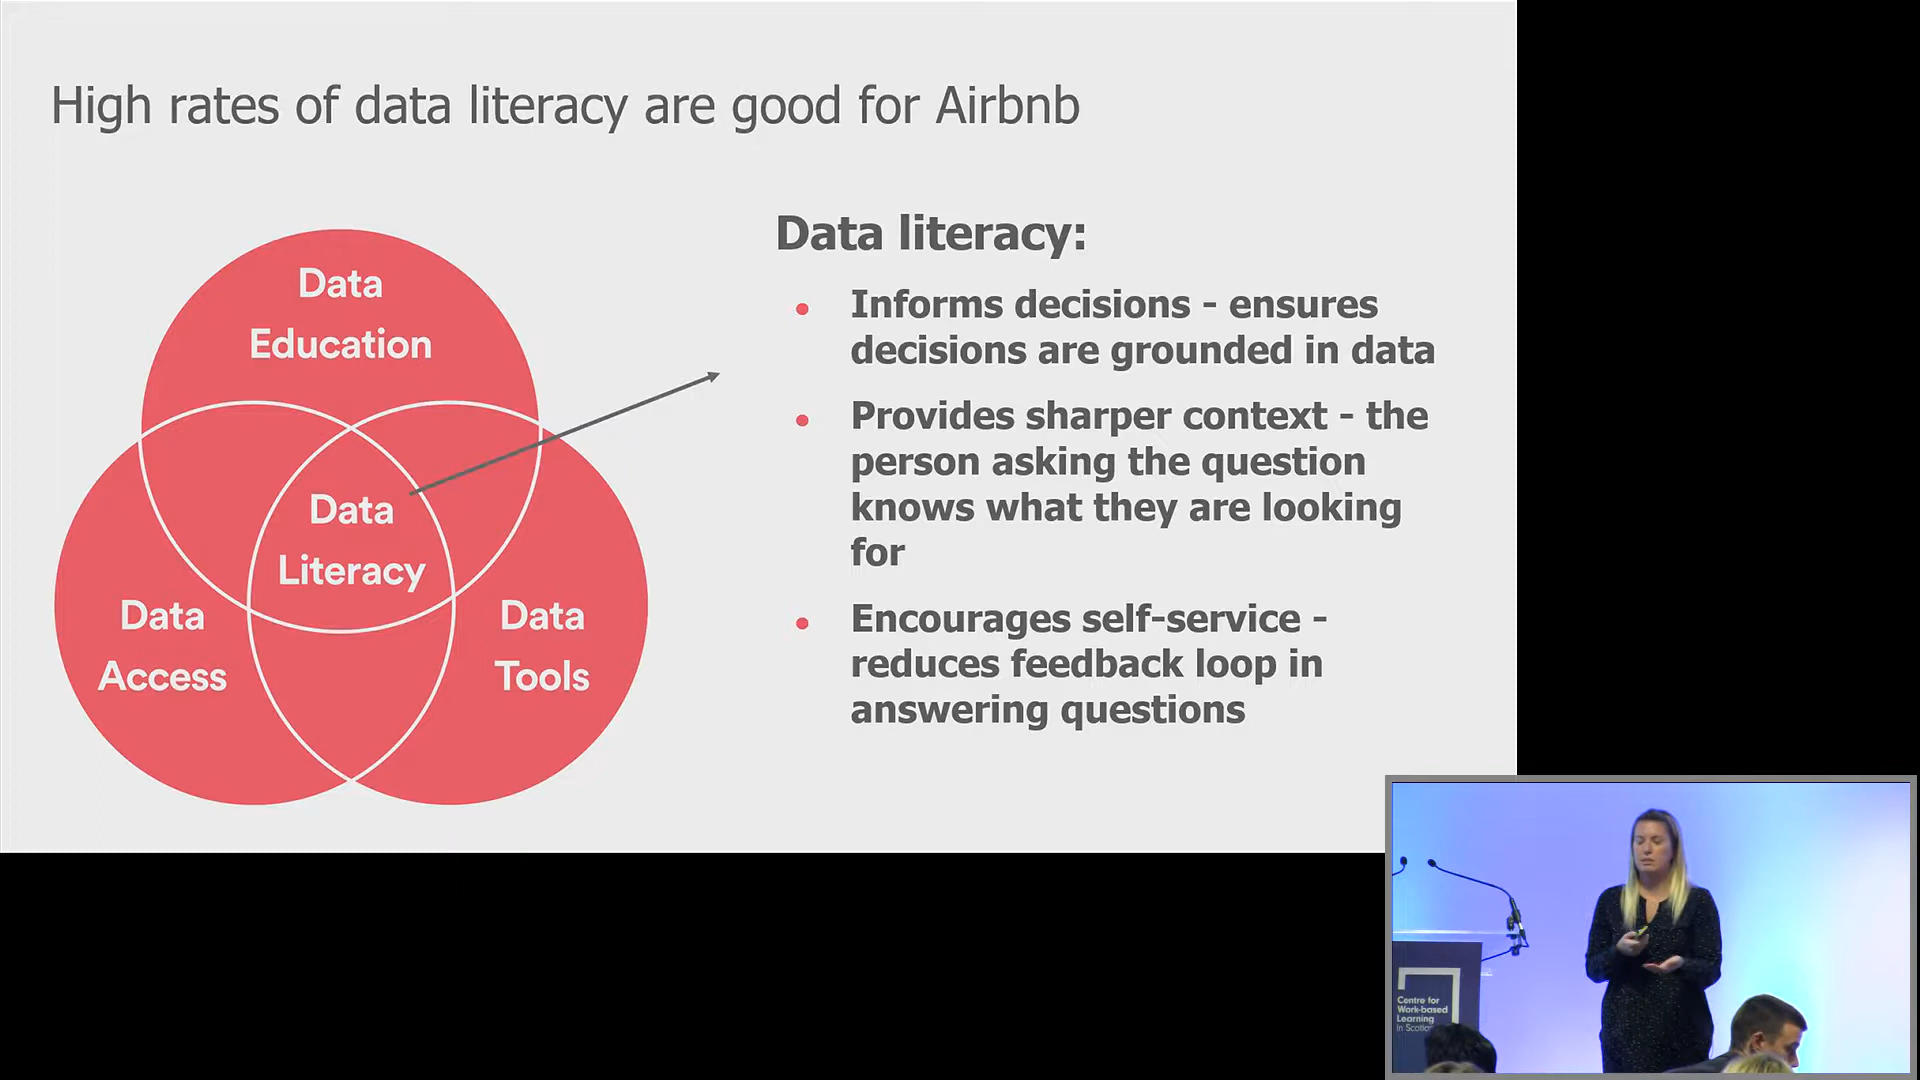 High rates of data literacy are good for Airbnb
Data
Education
Data
Literacy
Data
Access
Data
Tools
Data literacy:
• Informs decisions - ensures
decisions are grounded in data
• Provides sharper context - the
person asking the question
knows what they are looking
for
• Encourages self-service -
reduces feedback loop in
answering questions
Centre for
Work-based
Learning